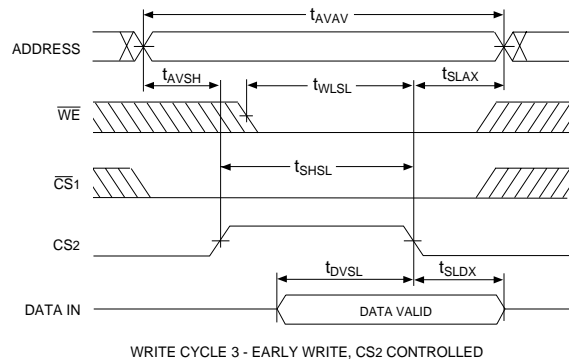 tAVAV
ADDRESS
tAVSH
tWLSL
tSLAX
WE
tSHSL
CS1
CS2
tDVSL
tSLDX
DATA IN
DATA VALID
WRITE CYCLE 3 - EARLY WRITE, CS2 CONTROLLED